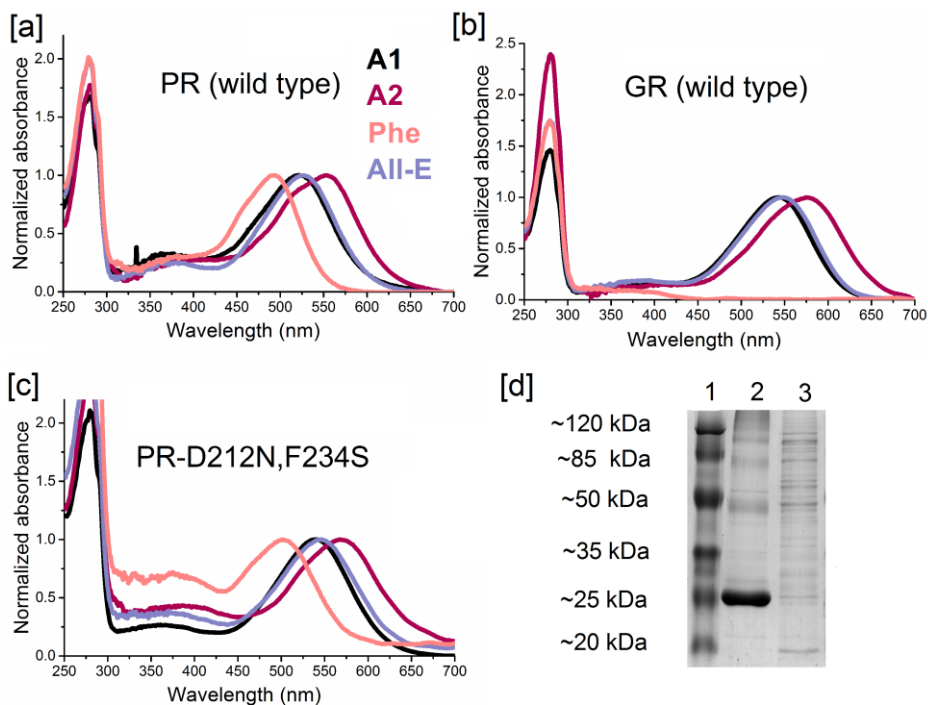 [a]
PR (wild type)
A1
A2
Phe
All-E
Normalized absorbance
2.0
1.5
1.0
0.5
0.0
250 300 350 400 450 500 550 600 650 700
Wavelength (nm)
[b]
GR (wild type)
Normalized absorbance
2.5
2.0
1.5
1.0
0.5
0.0
250 300 350 400 450 500 550 600 650 700
Wavelength (nm)
[c]
PR-D212N,F234S
Normalized absorbance
2.0
1.5
1.0
0.5
0.0
250 300 350 400 450 500 550 600 650 700
Wavelength (nm)
[d]
1 2 3
~120 kDa
~85 kDa
~50 kDa
~35 kDa
~25 kDa
~20 kDa